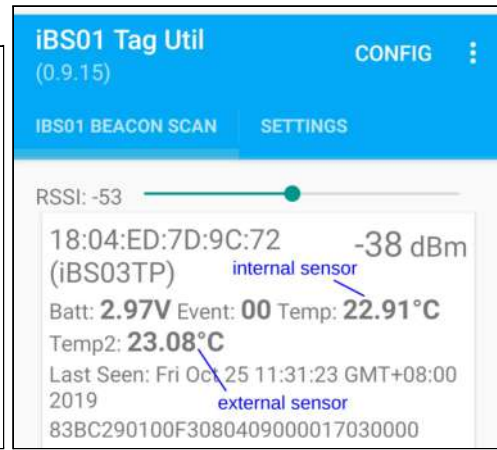 iBS01 Tag Util
CONFIG
(0.9.15)
IBS01 BEACON SCAN
SETTINGS
RSSI: -53
18:04:ED:7D:9C:72
-38 dBm
(iBS03TP)
internal sensor
Batt: 2.97V Event: 00 Temp: 22.91°C
Temp2: 23.08°C
Last Seen: Fri Oct 25 11:31:23 GMT+08:00
2019
external sensor
83BC290100F3080409000017030000